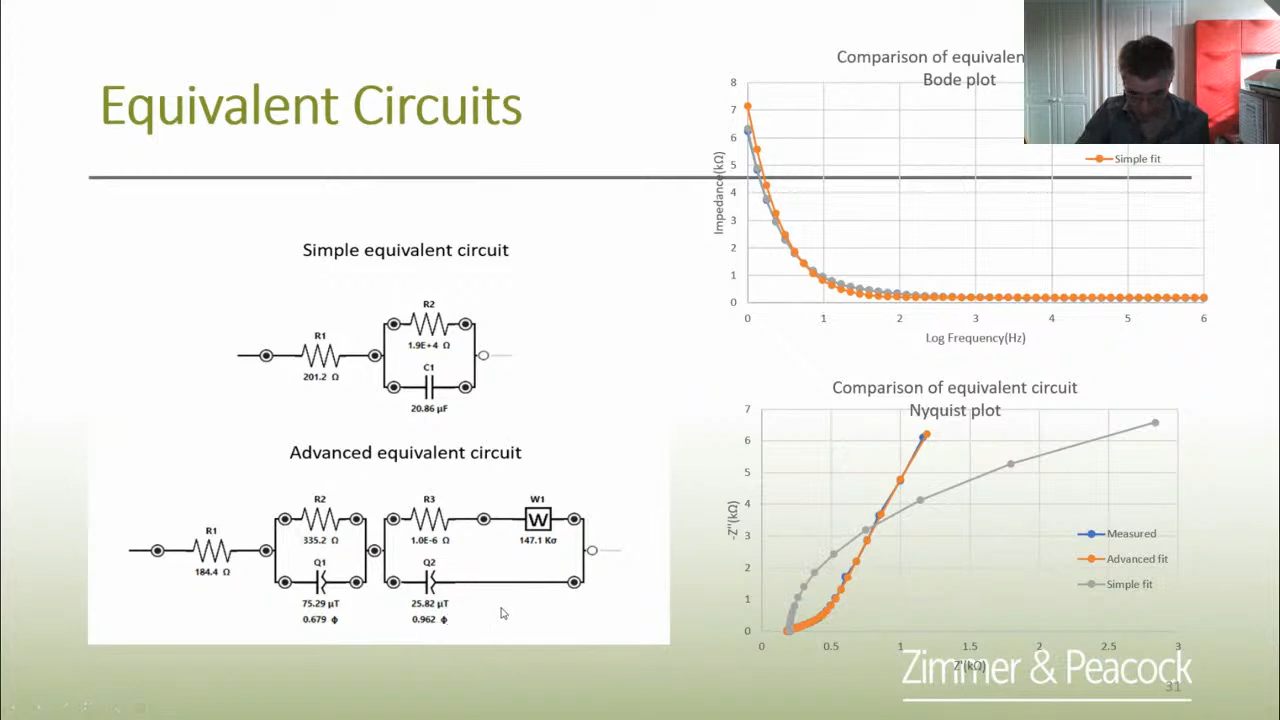 Equivalent Circuits
Simple equivalent circuit
R2
1.9E+4 Ω
R1
201.2 Ω
C1
20.86 µF
Advanced equivalent circuit
R1
184.4 Ω
R2
335.2 Ω
Q1
75.29 µT
0.679 ϕ
R3
1.0E-6 Ω
W1
W
147.1 Kσ
Q2
25.82 µT
0.962 ϕ
Comparison of equivalen
Bode plot
Impedance(kΩ)
8
7
6
5
4
3
2
1
0
0 1 2 3 4 5 6
Log Frequency(Hz)
Simple fit
Comparison of equivalent circuit
Nyquist plot
-Z''(kΩ)
7
6
5
4
3
2
1
0
0 0.5 1 1.5 2 2.5 3
Z'(kΩ)
Measured
Advanced fit
Simple fit
Zimmer & Peacock
31